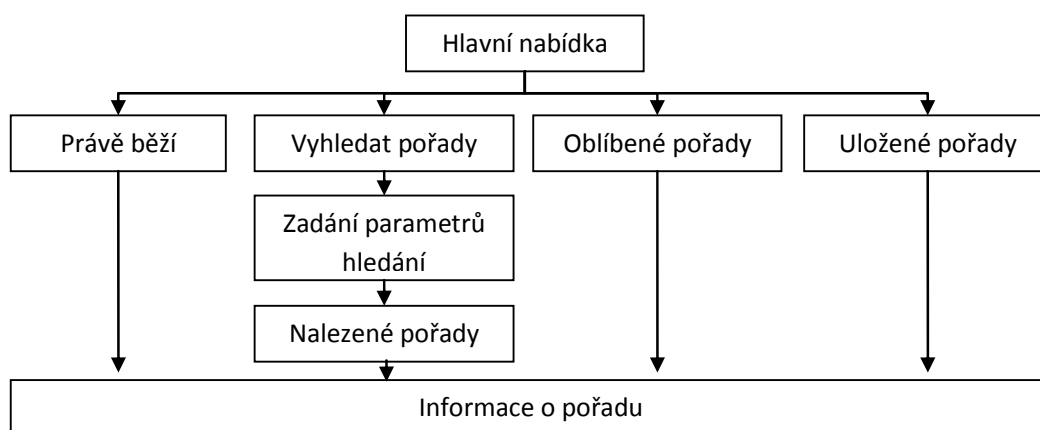 Hlavní nabídka
Právě běží
Vyhledat pořady
Oblíbené pořady
Uložené pořady
Zadání parametrů
hledání
Nalezené pořady
Informace o pořadu